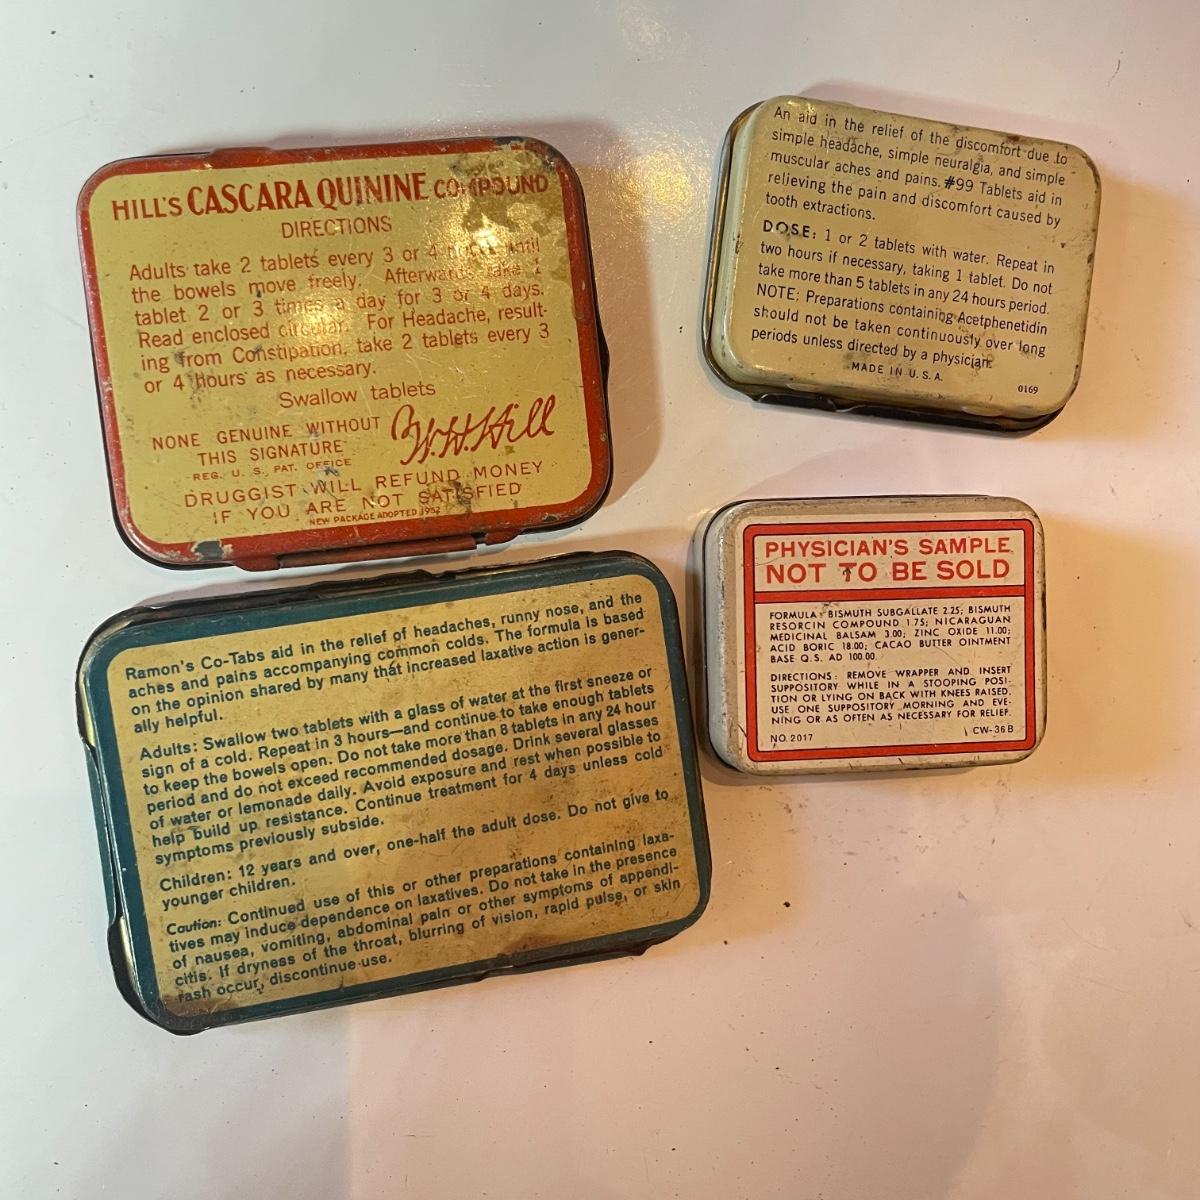 HILL'S CASCARA QUININE COMPOUND
DIRECTIONS
Adults take 2 tablets every 3 or 4 hours until
the bowels move freely. Afterwards take 1
tablet 2 or 3 times a day for 3 or 4 days.
Read enclosed circular. For Headache, result-
ing from Constipation, take 2 tablets every 3
or 4 hours as necessary.
Swallow tablets
NONE GENUINE WITHOUT
THIS SIGNATURE
REG. U. S. PAT. OFFICE
W.H. Hill
DRUGGIST WILL REFUND MONEY
IF YOU ARE NOT SATISFIED
NEW PACKAGE ADOPTED 1932
An aid in the relief of the discomfort due to
simple headache, simple neuralgia, and simple
muscular aches and pains. #99 Tablets aid in
relieving the pain and discomfort caused by
tooth extractions.
DOSE: 1 or 2 tablets with water. Repeat in
two hours if necessary, taking 1 tablet. Do not
take more than 5 tablets in any 24 hours period.
NOTE: Preparations containing Acetphenetidin
should not be taken continuously over long
periods unless directed by a physician.
MADE IN U. S. A.
0169
Ramon's Co-Tabs aid in the relief of headaches, runny nose, and the
aches and pains accompanying common colds. The formula is based
on the opinion shared by many that increased laxative action is gener-
ally helpful.
Adults: Swallow two tablets with a glass of water at the first sneeze or
sign of a cold. Repeat in 3 hours—and continue to take enough tablets
to keep the bowels open. Do not take more than 8 tablets in any 24 hour
period and do not exceed recommended dosage. Drink several glasses
of water or lemonade daily. Avoid exposure and rest when possible to
help build up resistance. Continue treatment for 4 days unless cold
symptoms previously subside.
Children: 12 years and over, one-half the adult dose. Do not give to
younger children.
Caution: Continued use of this or other preparations containing laxa-
tives may induce dependence on laxatives. Do not take in the presence
of nausea, vomiting, abdominal pain or other symptoms of appendi-
citis. If dryness of the throat, blurring of vision, rapid pulse, or skin
rash occur, discontinue use.
PHYSICIAN'S SAMPLE
NOT TO BE SOLD
FORMULA: BISMUTH SUBGALLATE 2.25; BISMUTH
RESORCIN COMPOUND 1.75; NICARAGUAN
MEDICINAL BALSAM 3.00; ZINC OXIDE 11.00;
ACID BORIC 18.00; CACAO BUTTER OINTMENT
BASE Q.S. AD 100.00.
DIRECTIONS: REMOVE WRAPPER AND INSERT
SUPPOSITORY WHILE IN A STOOPING POSI-
TION OR LYING ON BACK WITH KNEES RAISED.
USE ONE SUPPOSITORY MORNING AND EVE-
NING OR AS OFTEN AS NECESSARY FOR RELIEF.
NO. 2017 CW-36B